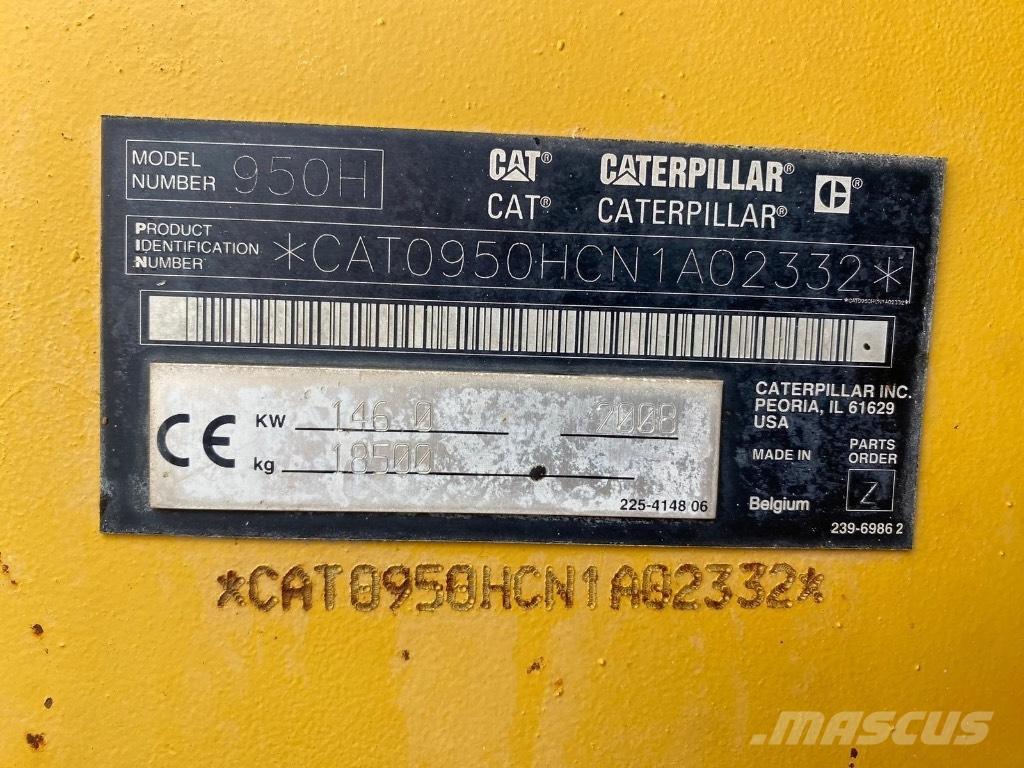 MODEL NUMBER 950H
CAT® CATERPILLAR® C®
CAT® CATERPILLAR®
PRODUCT IDENTIFICATION NUMBER *CAT0950HCN1A02332*
*CAT0950HCN1A02332*
CE KW 146.0 2008
kg 18500
225-4148 06
CATERPILLAR INC.
PEORIA, IL 61629
USA
MADE IN Belgium
PARTS ORDER Z
239-6986 2
*CAT0950HCN1A02332*
MASCUS